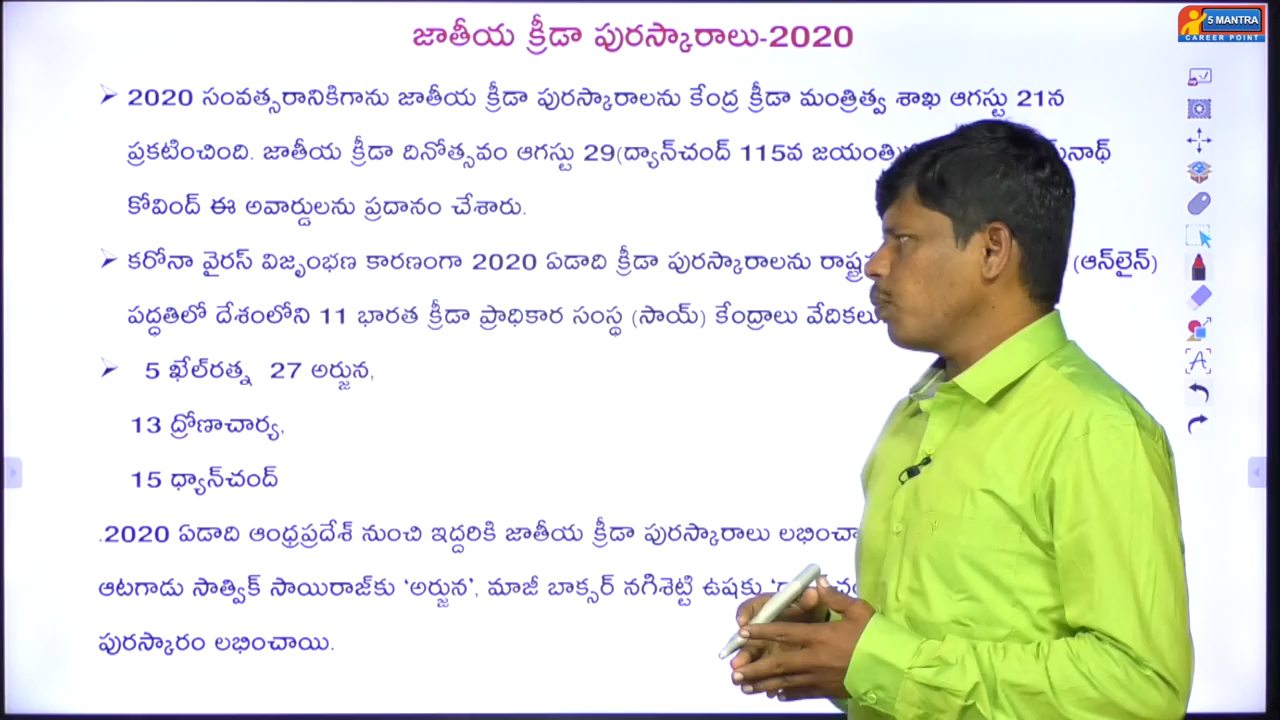 5 MANTRA
CAREER POINT
జాతీయ క్రీడా పురస్కారాలు-2020
➢ 2020 సంవత్సరానికిగాను జాతీయ క్రీడా పురస్కారాలను కేంద్ర క్రీడా మంత్రిత్వ శాఖ ఆగస్టు 21న
ప్రకటించింది. జాతీయ క్రీడా దినోత్సవం ఆగస్టు 29(ద్యాన్‌చంద్ 115వ జయంతి)
కోవింద్ ఈ అవార్డులను ప్రదానం చేశారు.
➢ కరోనా వైరస్ విజృంభణ కారణంగా 2020 ఏడాది క్రీడా పురస్కారాలను (ఆన్‌లైన్)
పద్ధతిలో దేశంలోని 11 భారత క్రీడా ప్రాధికార సంస్థ (సాయ్) కేంద్రాలు
➢ 5 ఖేల్‌రత్న 27 అర్జున,
13 ద్రోణాచార్య,
15 ధ్యాన్‌చంద్
.2020 ఏడాది ఆంధ్రప్రదేశ్ నుంచి ఇద్దరికి జాతీయ క్రీడా పురస్కారాలు
ఆటగాడు సాత్విక్ సాయిరాజ్‌కు ‘అర్జున’, మాజీ బాక్సర్ నగిశెట్టి ఉషకు
పురస్కారం లభించాయి.